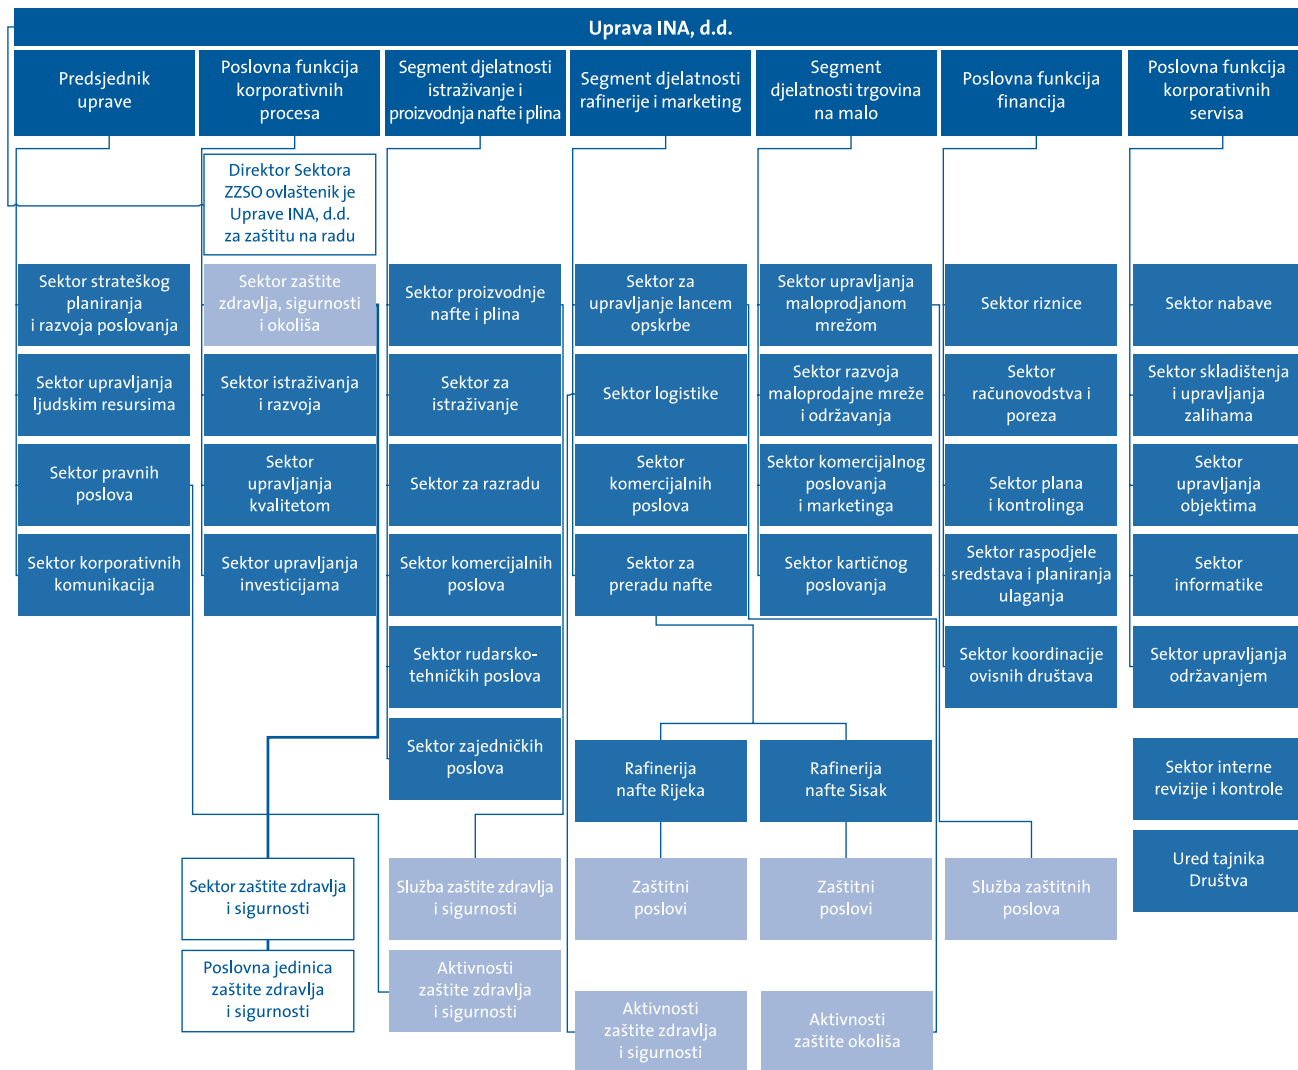 Uprava INA, d.d.
Predsjednik
uprave
Poslovna funkcija
korporativnih
procesa
Segment djelatnosti
istraživanje i
proizvodnja nafte i plina
Segment djelatnosti
rafinerije i marketing
Segment
djelatnosti trgovina
na malo
Poslovna funkcija
financija
Poslovna funkcija
korporativnih
servisa
Direktor Sektora
ZZSO ovlaštenik je
Uprave INA, d.d.
za zaštitu na radu
Sektor strateškog
planiranja
i razvoja poslovanja
Sektor zaštite
zdravlja, sigurnosti
i okoliša
Sektor proizvodnje
nafte i plina
Sektor za
upravljanje lancem
opskrbe
Sektor upravljanja
maloprodjanom
mrežom
Sektor riznice
Sektor nabave
Sektor upravljanja
ljudskim resursima
Sektor istraživanja
i razvoja
Sektor za
istraživanje
Sektor logistike
Sektor razvoja
maloprodajne mreže
i održavanja
Sektor
računovodstva i
poreza
Sektor skladištenja
i upravljanja
zalihama
Sektor pravnih
poslova
Sektor
upravljanja
kvalitetom
Sektor za razradu
Sektor
komercijalnih
poslova
Sektor komercijalnog
poslovanja
i marketinga
Sektor plana
i kontrolinga
Sektor
upravljanja
objektima
Sektor korporativnih
komunikacija
Sektor upravljanja
investicijama
Sektor komercijalnih
poslova
Sektor za
preradu nafte
Sektor kartičnog
poslovanja
Sektor raspodjele
sredstava i planiranja
ulaganja
Sektor
informatike
Sektor rudarsko-
tehničkih poslova
Sektor koordinacije
ovisnih društava
Sektor upravljanja
održavanjem
Sektor zajedničkih
poslova
Rafinerija
nafte Rijeka
Rafinerija
nafte Sisak
Sektor interne
revizije i kontrole
Sektor zaštite zdravlja
i sigurnosti
Služba zaštite zdravlja
i sigurnosti
Zaštitni
poslovi
Zaštitni
poslovi
Služba zaštitnih
poslova
Ured tajnika
Društva
Poslovna jedinica
zaštite zdravlja
i sigurnosti
Aktivnosti
zaštite zdravlja
i sigurnosti
Aktivnosti
zaštite zdravlja
i sigurnosti
Aktivnosti
zaštite okoliša